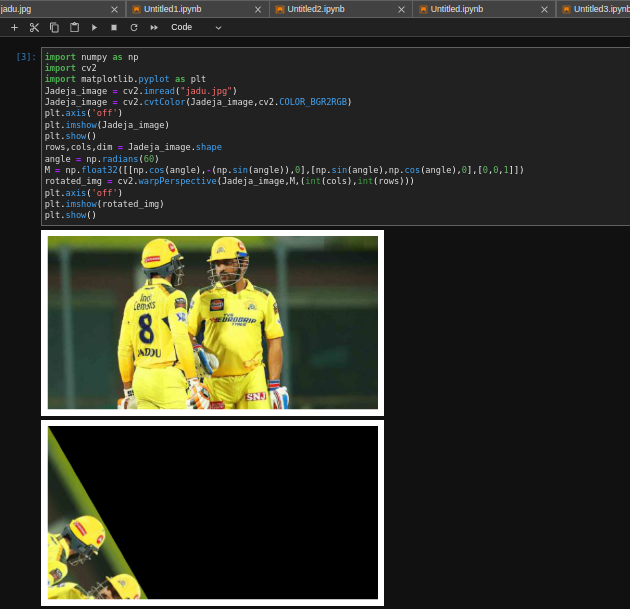 jadu.jpg
Untitled1.ipynb
Untitled2.ipynb
Untitled.ipynb
Untitled3.ipynb
Code
[3]:
import numpy as np
import cv2
import matplotlib.pyplot as plt
Jadeja_image = cv2.imread("jadu.jpg")
Jadeja_image = cv2.cvtColor(Jadeja_image,cv2.COLOR_BGR2RGB)
plt.axis('off')
plt.imshow(Jadeja_image)
plt.show()
rows,cols,dim = Jadeja_image.shape
angle = np.radians(60)
M = np.float32([[np.cos(angle),-(np.sin(angle)),0],[np.sin(angle),np.cos(angle),0],[0,0,1]])
rotated_img = cv2.warpPerspective(Jadeja_image,M,(int(cols),int(rows)))
plt.axis('off')
plt.imshow(rotated_img)
plt.show()
8
JADDU
EUROGRIP
TYRES
SNJ